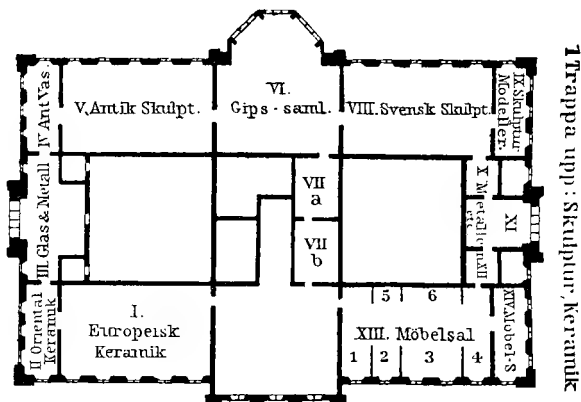 1 Trappa upp: Skulptur, Keramik
IV Ant Vas.
V. Antik Skulpt.
VI.
Gips-saml.
VIII. Svensk Skulpt.
IX Skulptur
Modeller.
III. Glas & Metall
VII
a
VII
b
X Metall
XI
XII
II Oriental
Keramik
I.
Europeisk
Keramik
5
6
XIII. Möbelsal
1
2
3
4
XIV. Möbel-S